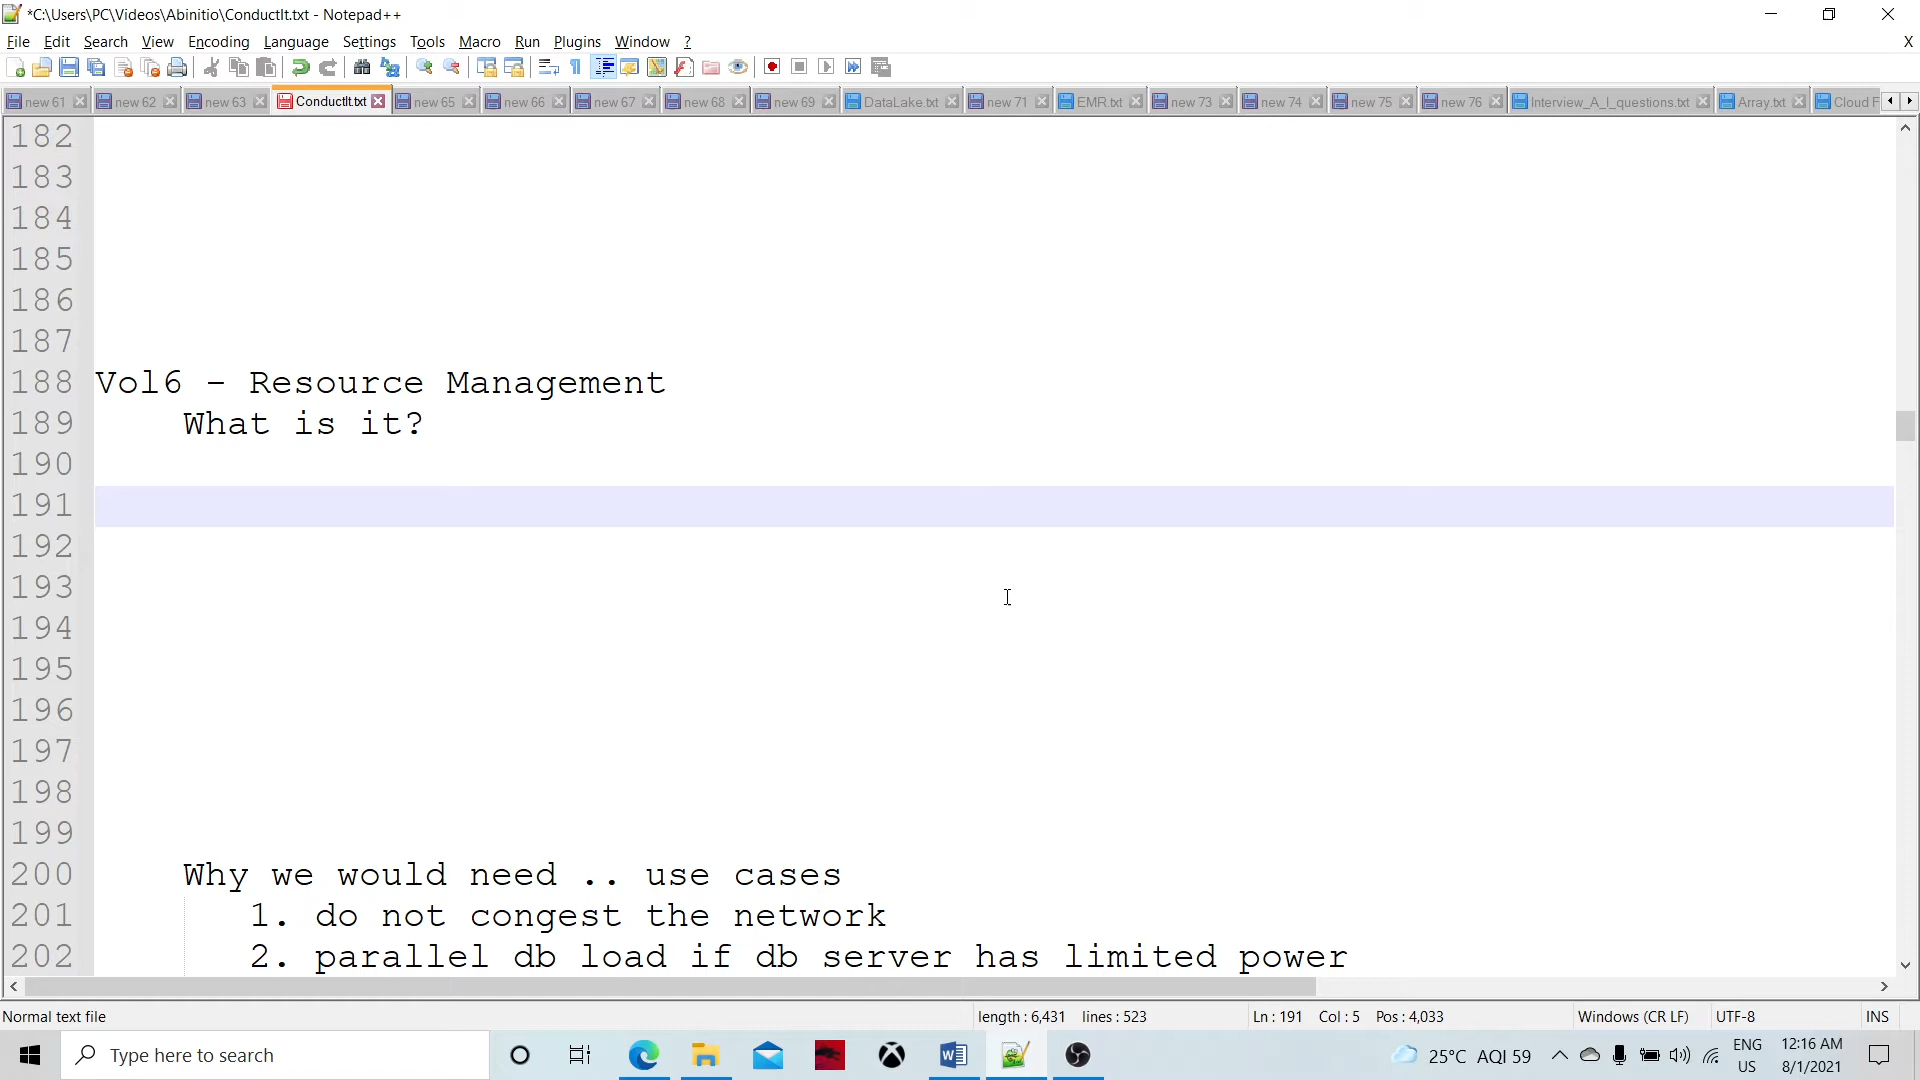 *C:\Users\PC\Videos\Abinitio\ConductIt.txt - Notepad++
File Edit Search View Encoding Language Settings Tools Macro Run Plugins Window ? X
new 61 new 62 new 63 ConductIt.txt new 65 new 66 new 67 new 68 new 69 DataLake.txt new 71 EMR.txt new 73 new 74 new 75 new 76 Interview_A_I_questions.txt Array.txt Cloud F
182
183
184
185
186
187
188 Vol6 - Resource Management
189 What is it?
190
191
192
193
194
195
196
197
198
199
200 Why we would need .. use cases
201 1. do not congest the network
202 2. parallel db load if db server has limited power
Normal text file length : 6,431 lines : 523 Ln : 191 Col : 5 Pos : 4,033 Windows (CR LF) UTF-8 INS
Type here to search 25°C AQI 59 ENG 12:16 AM
US 8/1/2021